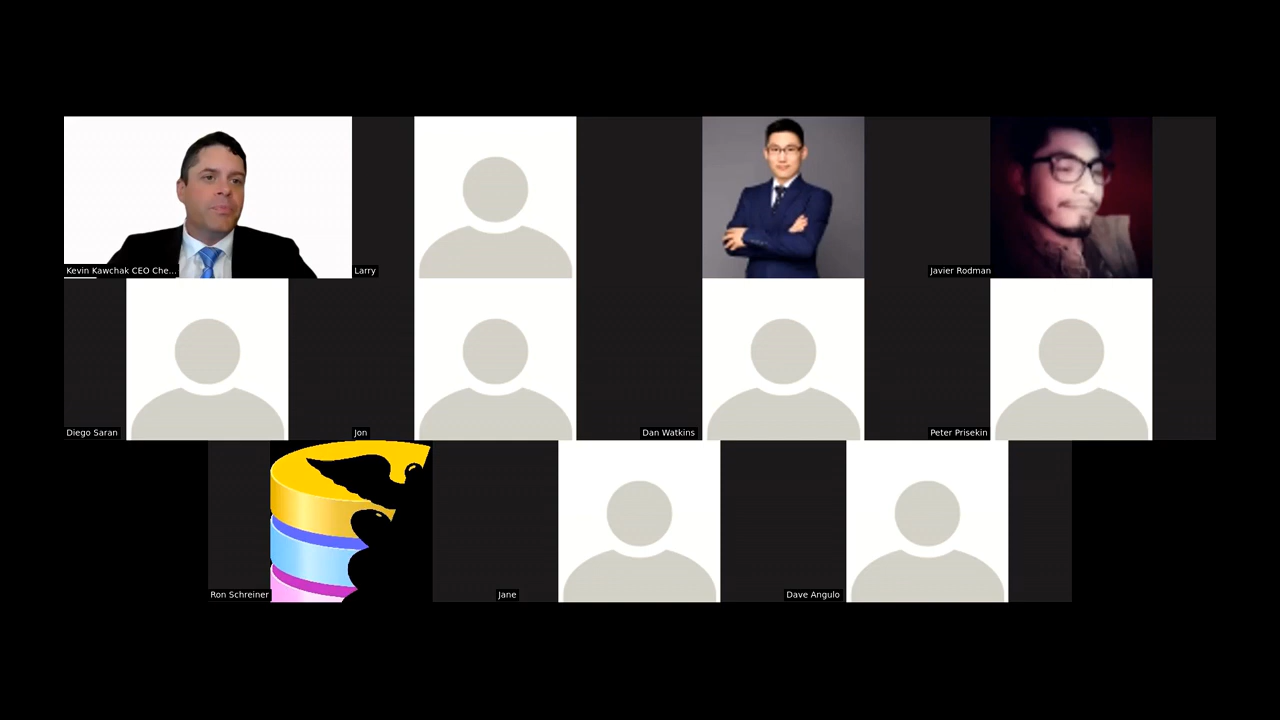 Kevin Kawchak CEO Che...
Larry
Javier Rodman
Diego Saran
Jon
Dan Watkins
Peter Prisekin
Ron Schreiner
Jane
Dave Angulo